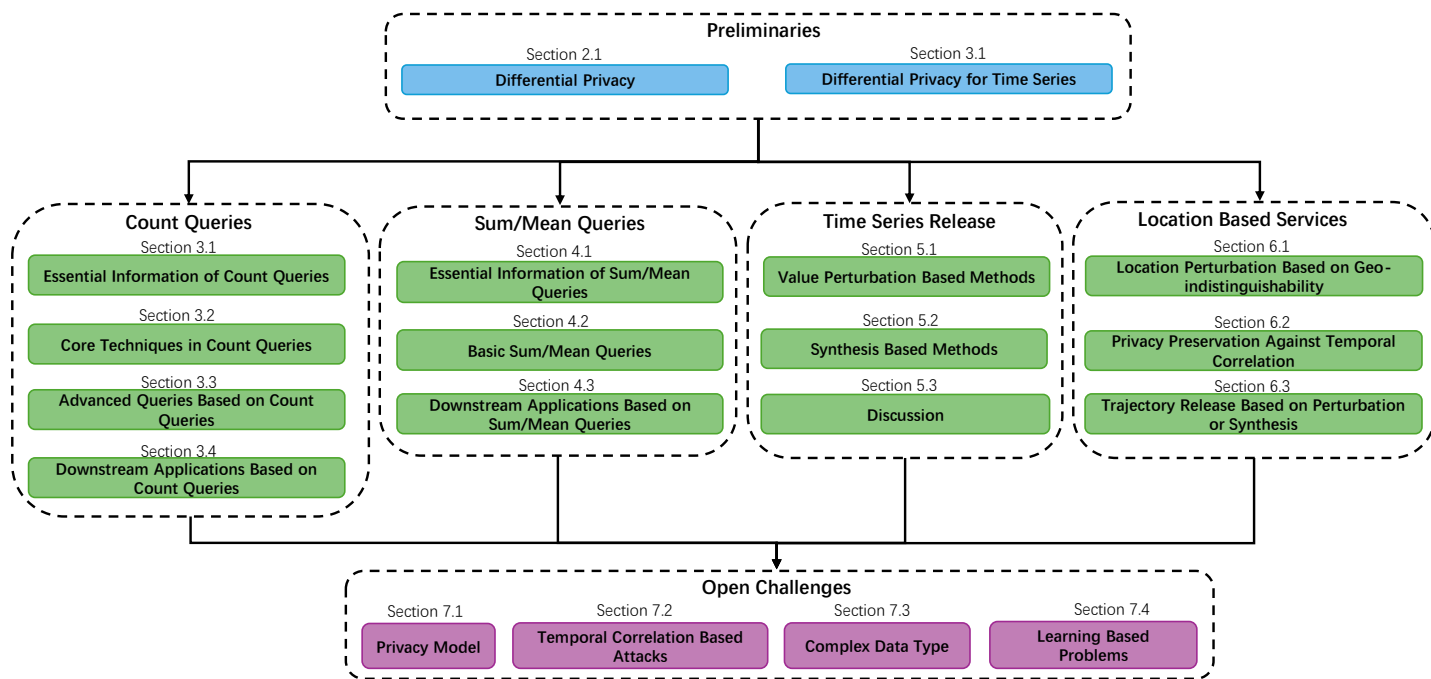 Preliminaries
Section 2.1
Differential Privacy
Section 3.1
Differential Privacy for Time Series
Count Queries
Section 3.1
Essential Information of Count Queries
Section 3.2
Core Techniques in Count Queries
Section 3.3
Advanced Queries Based on Count
Queries
Section 3.4
Downstream Applications Based on
Count Queries
Sum/Mean Queries
Section 4.1
Essential Information of Sum/Mean
Queries
Section 4.2
Basic Sum/Mean Queries
Section 4.3
Downstream Applications Based on
Sum/Mean Queries
Time Series Release
Section 5.1
Value Perturbation Based Methods
Section 5.2
Synthesis Based Methods
Section 5.3
Discussion
Location Based Services
Section 6.1
Location Perturbation Based on Geo-
indistinguishability
Section 6.2
Privacy Preservation Against Temporal
Correlation
Section 6.3
Trajectory Release Based on Perturbation
or Synthesis
Open Challenges
Section 7.1
Privacy Model
Section 7.2
Temporal Correlation Based
Attacks
Section 7.3
Complex Data Type
Section 7.4
Learning Based
Problems